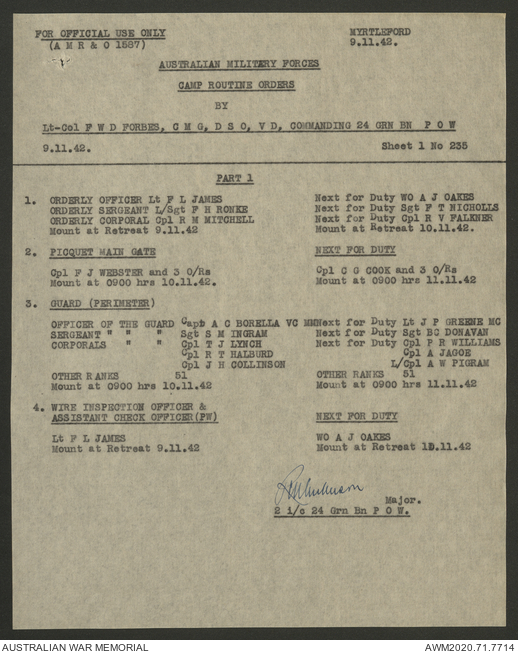 FOR OFFICIAL USE ONLY MYRTLEFORD
(A M R & O 1587) 9.11.42.
AUSTRALIAN MILITARY FORCES
CAMP ROUTINE ORDERS
BY
Lt-Col F W D FORBES, C M G, D S O, V D, COMMANDING 24 GRN BN P O W
9.11.42. Sheet 1 No 235
PART 1
1. ORDERLY OFFICER Lt F L JAMES Next for Duty WO A J OAKES
ORDERLY SERGEANT L/Sgt F H RONKE Next for Duty Sgt F T NICHOLLS
ORDERLY CORPORAL Cpl R M MITCHELL Next for Duty Cpl R V FALKNER
Mount at Retreat 9.11.42 Mount at Retreat 10.11.42.
2. PICQUET MAIN GATE NEXT FOR DUTY
Cpl F J WEBSTER and 3 O/Rs Cpl C G COOK and 3 O/Rs
Mount at 0900 hrs 10.11.42. Mount at 0900 hrs 11.11.42
3. GUARD (PERIMETER)
OFFICER OF THE GUARD Capt A C BORELLA VC MM Next for Duty Lt J P GREENE MC
SERGEANT " " " Sgt S M INGRAM Next for Duty Sgt BC DONAVAN
CORPORALS " " Cpl T J LYNCH Next for Duty Cpl P R WILLIAMS
Cpl R T HALBURD Cpl A JAGOE
Cpl J H COLLINSON L/Cpl A W PIGRAM
OTHER RANKS 51 OTHER RANKS 51
Mount at 0900 hrs 10.11.42 Mount at 0900 hrs 11.11.42
4. WIRE INSPECTION OFFICER &
ASSISTANT CHECK OFFICER(PW) NEXT FOR DUTY
Lt F L JAMES WO A J OAKES
Mount at Retreat 9.11.42 Mount at Retreat 10.11.42
Major.
2 i/c 24 Grn Bn P O W.
AUSTRALIAN WAR MEMORIAL AWM2020.71.7714